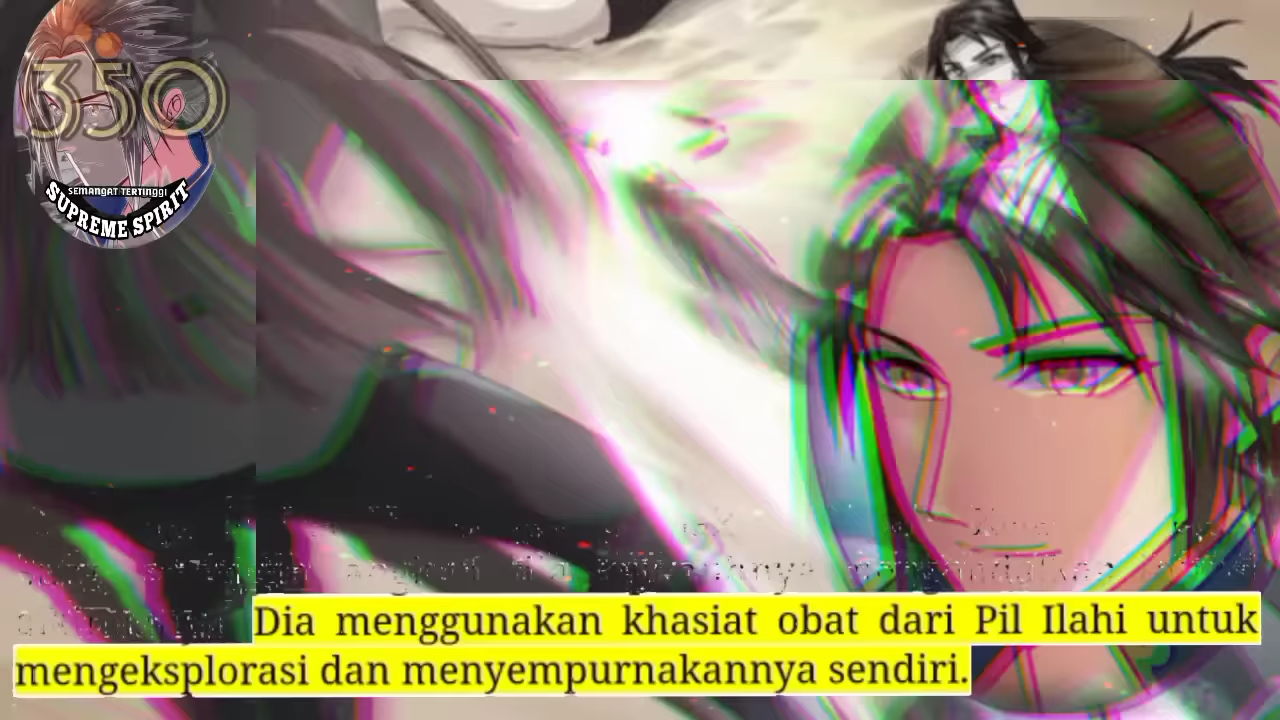 350
SEMANGAT TERTINGGI
SUPREME SPIRIT
Dia menggunakan khasiat obat dari Pil Ilahi untuk
mengeksplorasi dan menyempurnakannya sendiri.